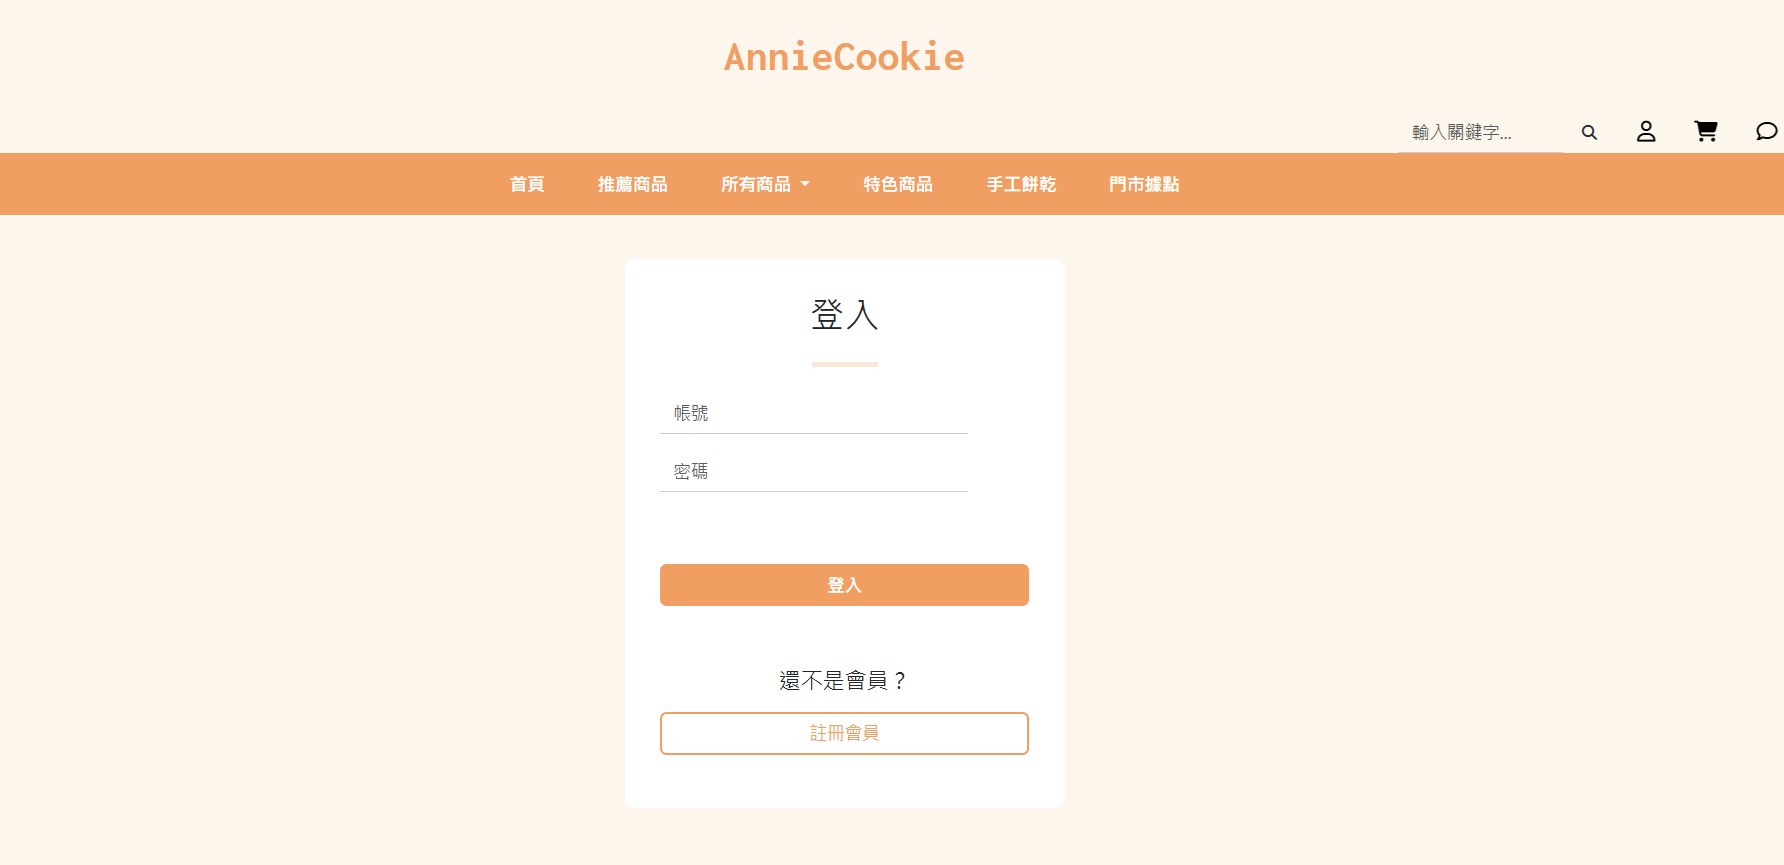 AnnieCookie
輸入關鍵字...
首頁 推薦商品 所有商品 特色商品 手工餅乾 門市據點
登入
帳號
密碼
登入
還不是會員？
註冊會員